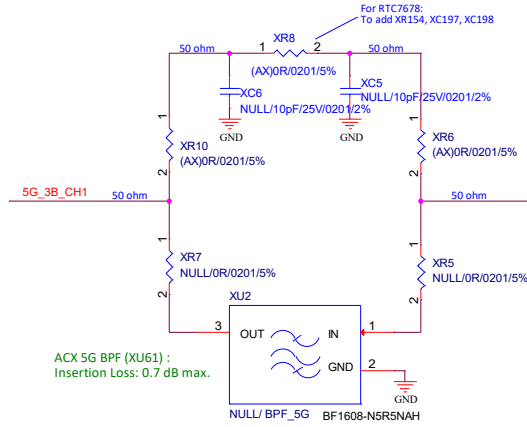 For RTC7678:
To add XR154, XC197, XC198
XR8
50 ohm
1
2
50 ohm
(AX)0R/0201/5%
XC6
NULL/10pF/25V/0201/2%
XC5
NULL/10pF/25V/0201/2%
GND
GND
1
XR10
(AX)0R/0201/5%
2
1
XR6
(AX)0R/0201/5%
2
5G_3B_CH1
50 ohm
50 ohm
1
XR7
NULL/0R/0201/5%
2
1
XR5
NULL/0R/0201/5%
2
XU2
3
OUT
IN
1
GND
2
GND
ACX 5G BPF (XU61) :
Insertion Loss: 0.7 dB max.
NULL/ BPF_5G
BF1608-N5R5NAH